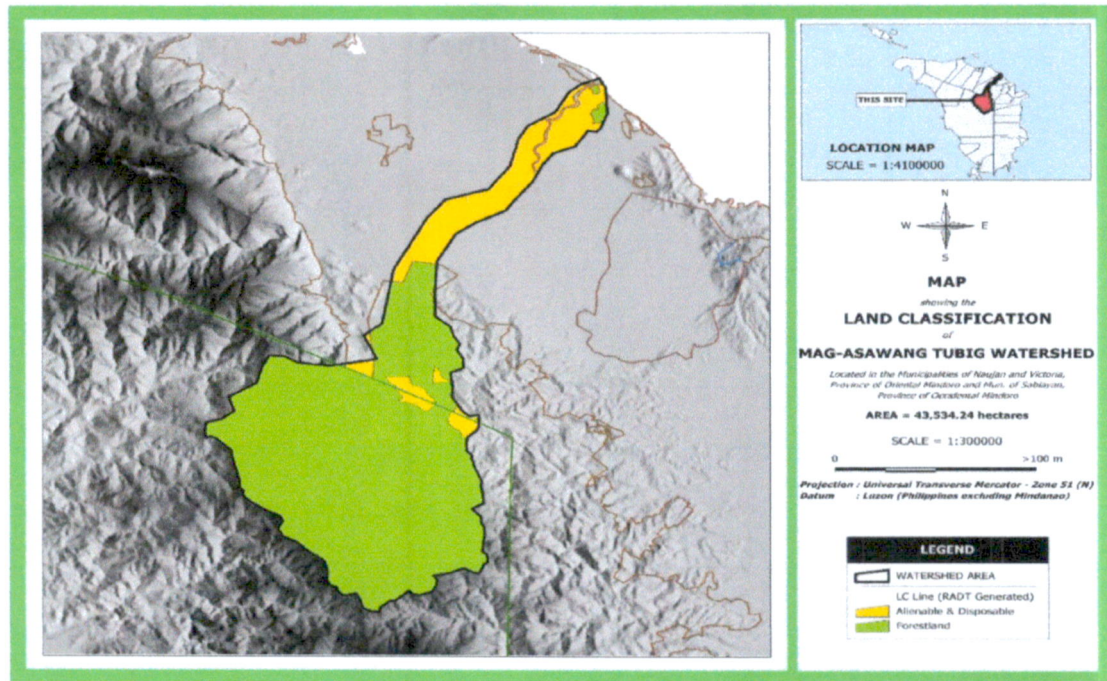 THIS SITE
LOCATION MAP
SCALE = 1:4100000
N
W
E
S
MAP
showing the
LAND CLASSIFICATION
of
MAG-ASAWANG TUBIG WATERSHED
Located in the Municipalities of Naujan and Victoria,
Province of Oriental Mindoro and Mun. of Sablayan,
Province of Occidental Mindoro
AREA = 43,534.24 hectares
SCALE = 1:300000
0 >100 m
Projection : Universal Transverse Mercator - Zone 51 (N)
Datum : Luzon (Philippines excluding Mindanao)
LEGEND
WATERSHED AREA
LC Line (RADT Generated)
Alienable & Disposable
Forestland